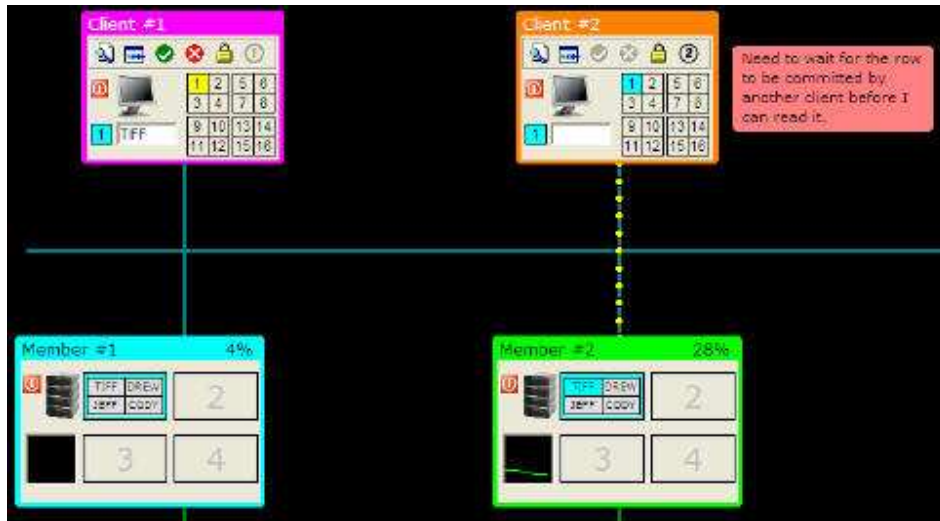 Client #1
1 2 5 6
3 4 7 8
1 TIFF
9 10 13 14
11 12 15 16
Client #2
2
1 2 5 6
3 4 7 8
1
9 10 13 14
11 12 15 16
Need to wait for the row
to be committed by
another client before I
can read it.
Member #1 4%
TIFF DREW
JEFF CODY
2
3 4
Member #2 28%
TIFF DREW
JEFF CODY
2
3 4